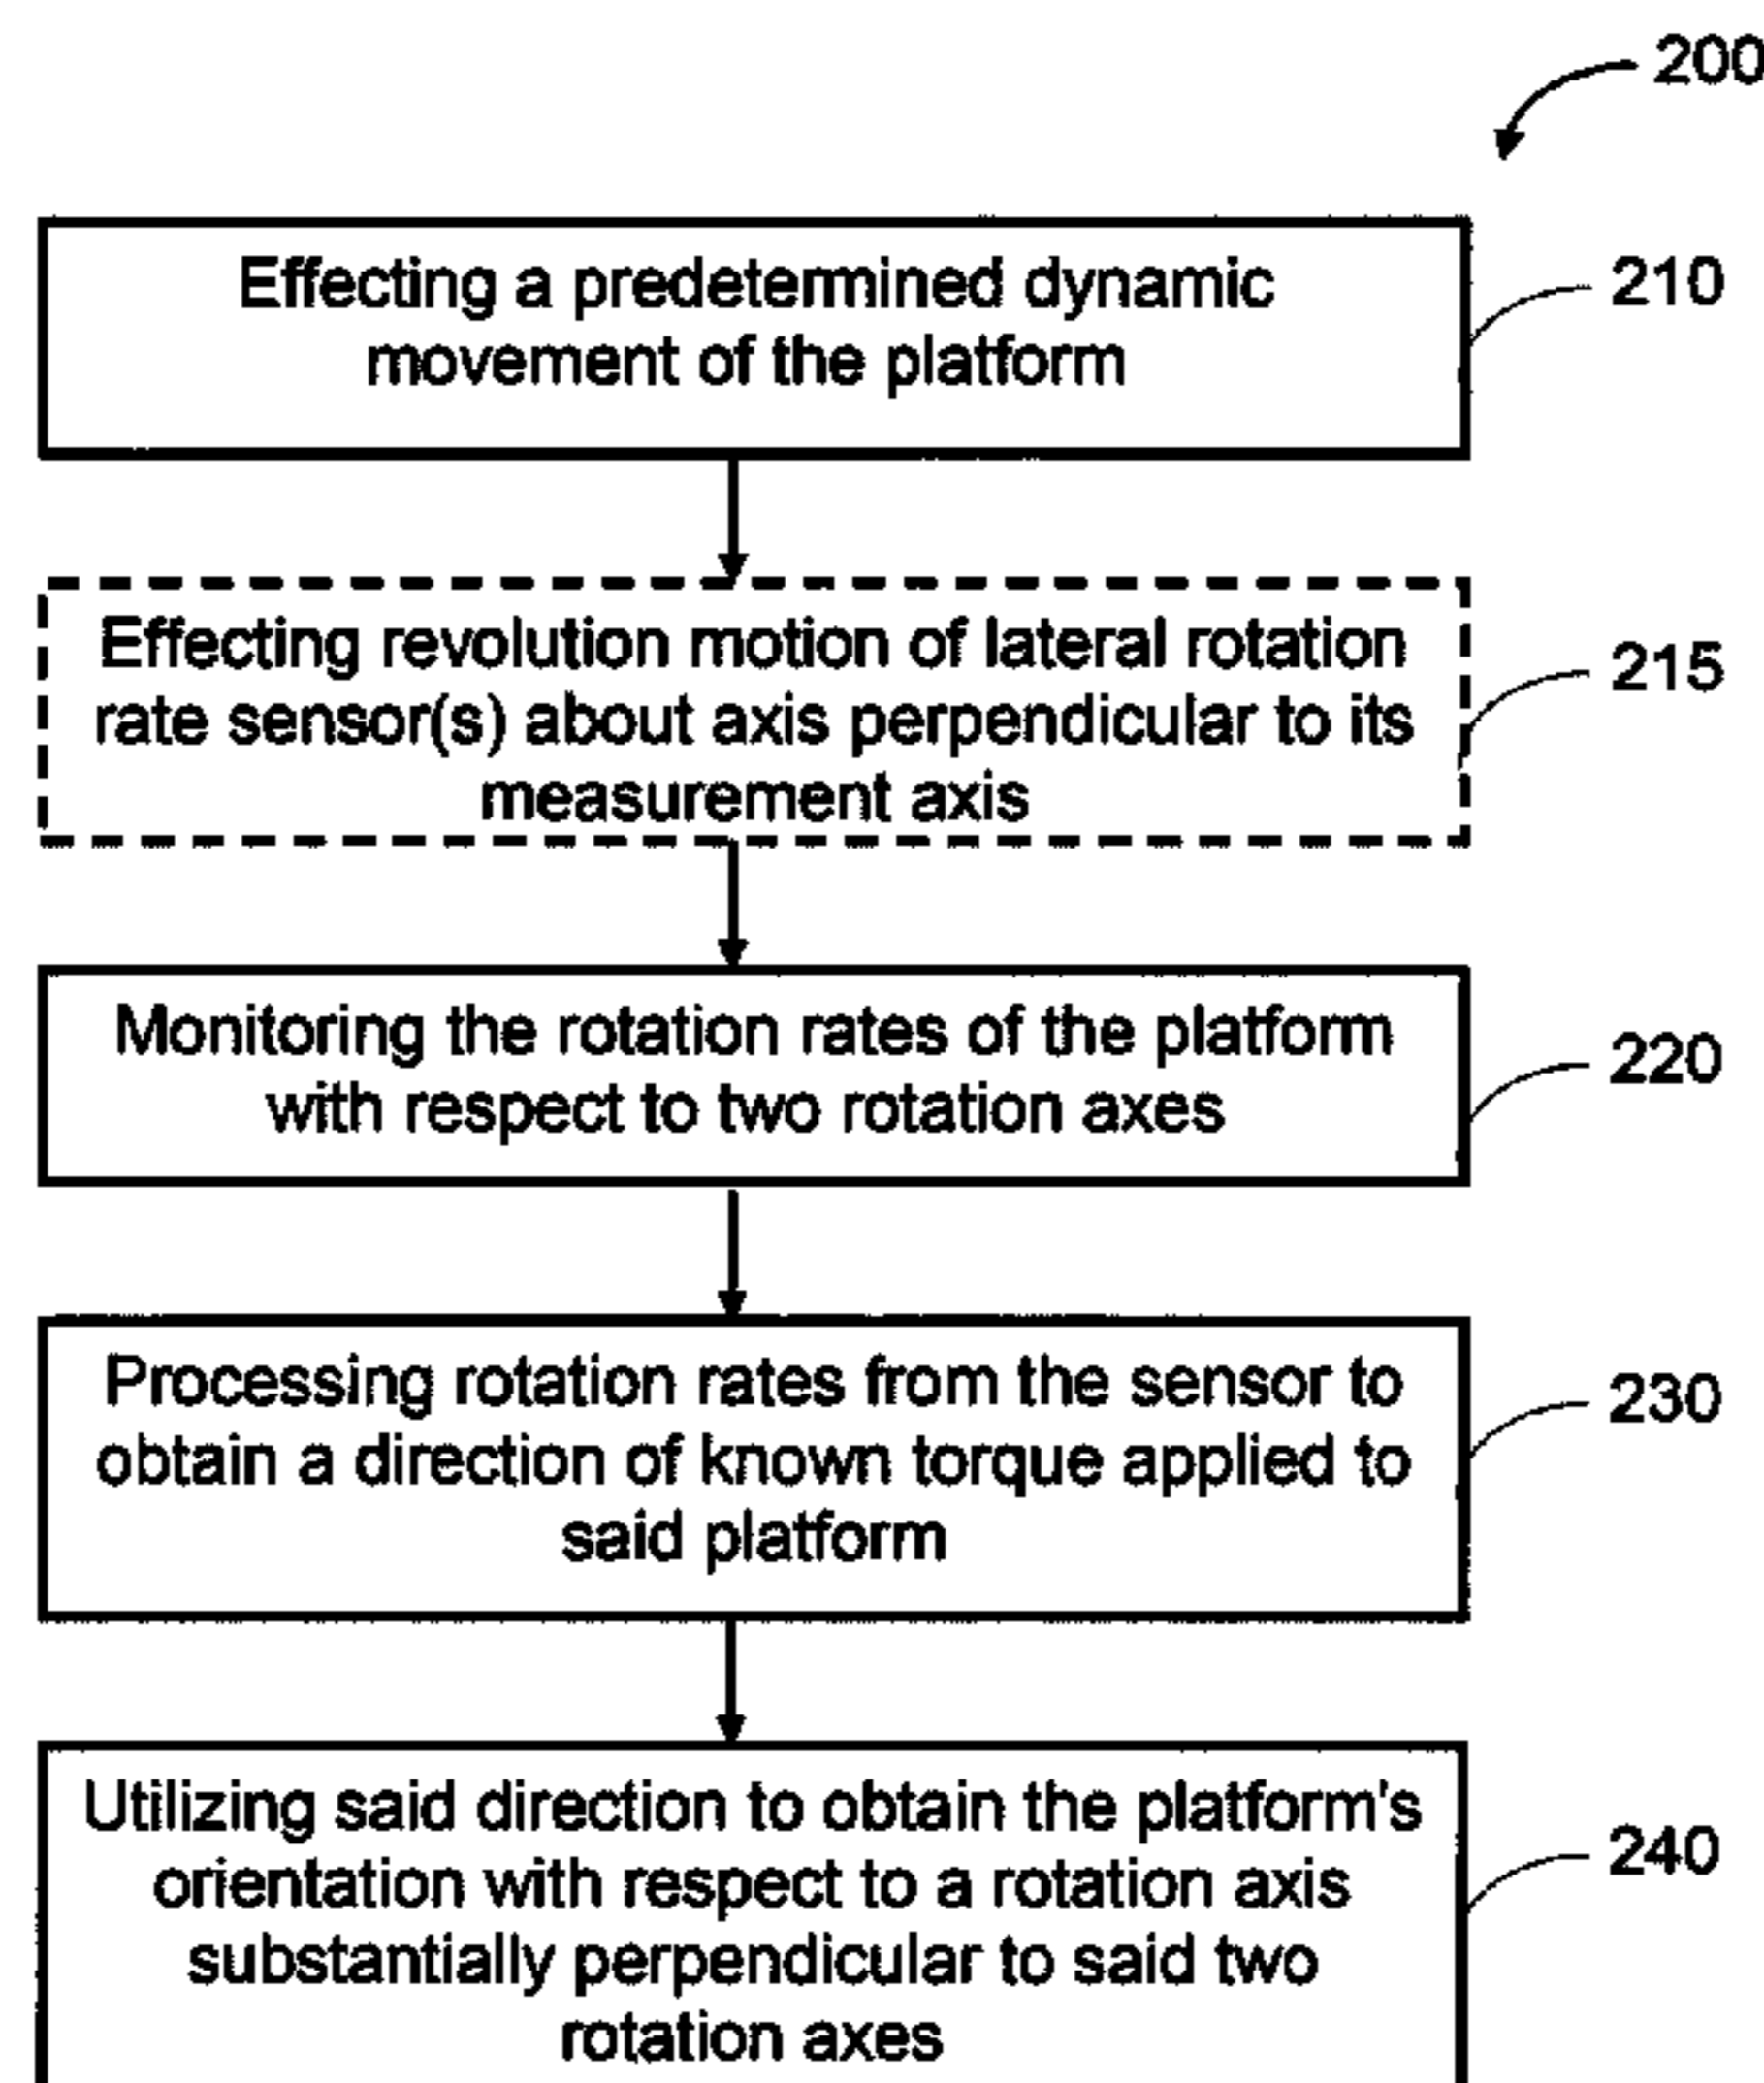 200
Effecting a predetermined dynamic
movement of the platform
210
Effecting revolution motion of lateral rotation
rate sensor(s) about axis perpendicular to its
measurement axis
215
Monitoring the rotation rates of the platform
with respect to two rotation axes
220
Processing rotation rates from the sensor to
obtain a direction of known torque applied to
said platform
230
Utilizing said direction to obtain the platform's
orientation with respect to a rotation axis
substantially perpendicular to said two
rotation axes
240